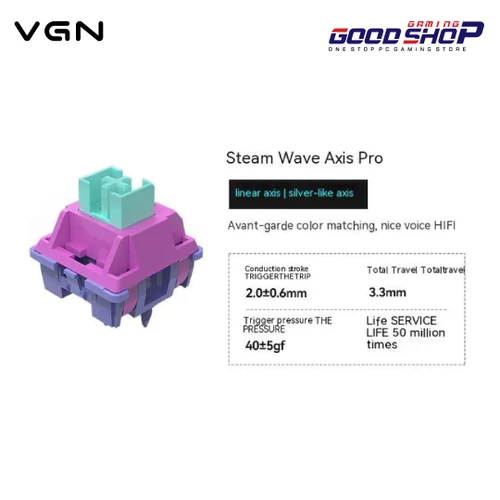 VGN
GAMING
GOOD SHOP
ONE STOP PC GAMING STORE
Steam Wave Axis Pro
linear axis | silver-like axis
Avant-garde color matching, nice voice HIFI
Conduction stroke
TRIGGERTHETRIP
2.0±0.6mm
Total Travel Totaltravel
3.3mm
Trigger pressure THE
PRESSURE
40±5gf
Life SERVICE
LIFE 50 million
times